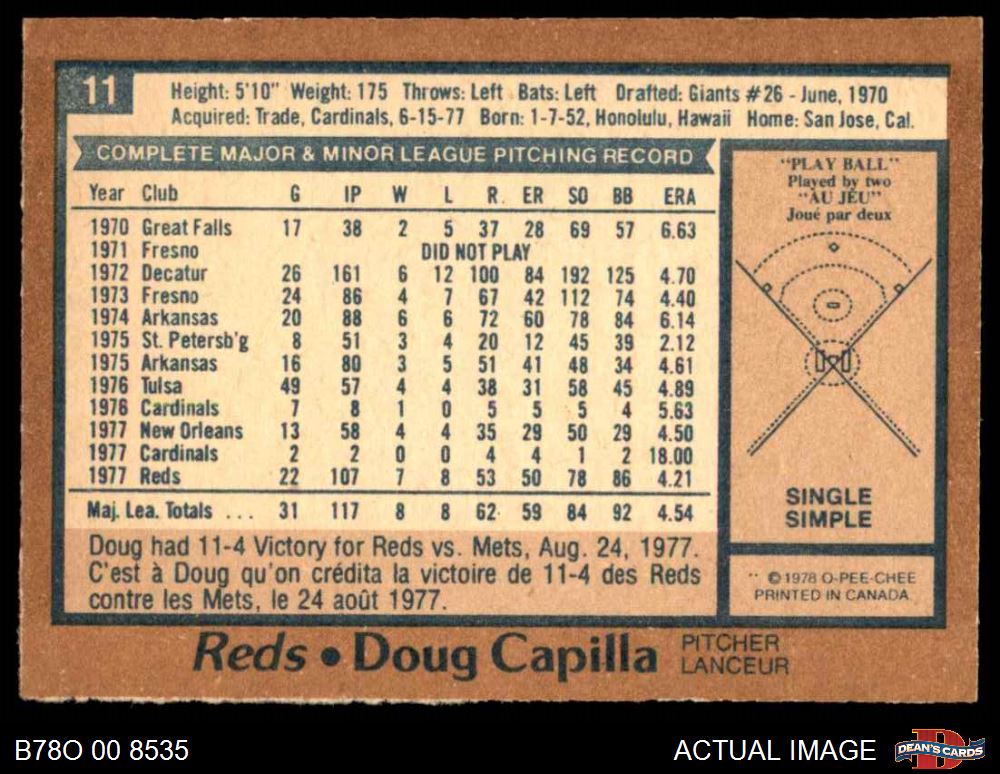 11
Height: 5'10" Weight: 175 Throws: Left Bats: Left Drafted: Giants #26 - June, 1970
Acquired: Trade, Cardinals, 6-15-77 Born: 1-7-52, Honolulu, Hawaii Home: San Jose, Cal.
COMPLETE MAJOR & MINOR LEAGUE PITCHING RECORD
Year Club G IP W L R. ER SO BB ERA
1970 Great Falls 17 38 2 5 37 28 69 57 6.63
1971 Fresno DID NOT PLAY
1972 Decatur 26 161 6 12 100 84 192 125 4.70
1973 Fresno 24 86 4 7 67 42 112 74 4.40
1974 Arkansas 20 88 6 6 72 60 78 84 6.14
1975 St. Petersb'g 8 51 3 4 20 12 45 39 2.12
1975 Arkansas 16 80 3 5 51 41 48 34 4.61
1976 Tulsa 49 57 4 4 38 31 58 45 4.89
1976 Cardinals 7 8 1 0 5 5 5 4 5.63
1977 New Orleans 13 58 4 4 35 29 50 29 4.50
1977 Cardinals 2 2 0 0 4 4 1 2 18.00
1977 Reds 22 107 7 8 53 50 78 86 4.21
Maj. Lea. Totals ... 31 117 8 8 62 59 84 92 4.54
Doug had 11-4 Victory for Reds vs. Mets, Aug. 24, 1977.
C'est à Doug qu'on crédita la victoire de 11-4 des Reds
contre les Mets, le 24 août 1977.
"PLAY BALL"
Played by two
"AU JEU"
Joué par deux
SINGLE
SIMPLE
© 1978 O-PEE-CHEE
PRINTED IN CANADA
Reds • Doug Capilla PITCHER
LANCEUR
B78O 00 8535
ACTUAL IMAGE
DEAN'S CARDS